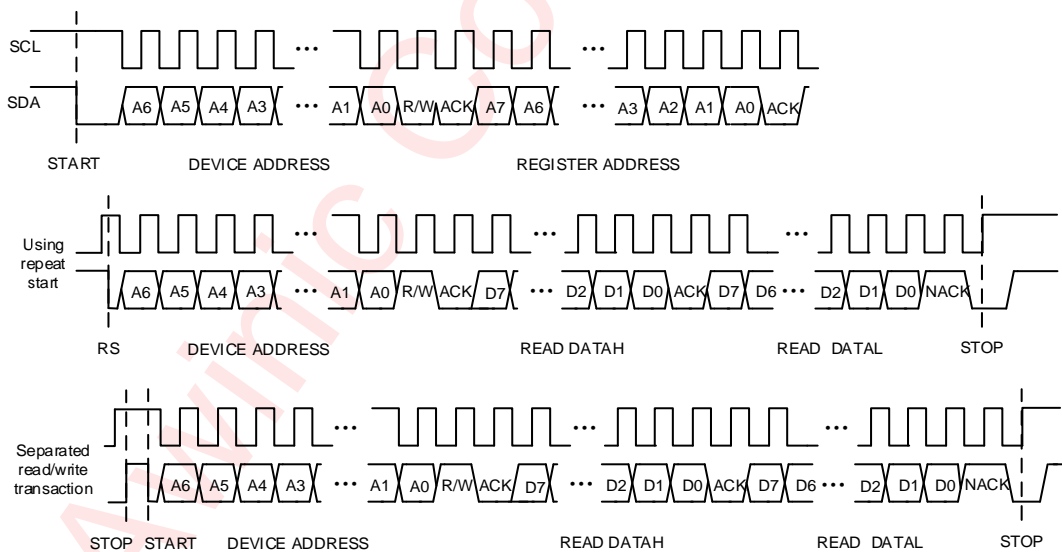 SCL ... ...
SDA A6 A5 A4 A3 ... A1 A0 R/W ACK A7 A6 ... A3 A2 A1 A0 ACK
START DEVICE ADDRESS REGISTER ADDRESS
Using
repeat
start
... ... ...
A6 A5 A4 A3 ... A1 A0 R/W ACK D7 ... D2 D1 D0 ACK D7 D6 ... D2 D1 D0 NACK
RS DEVICE ADDRESS READ DATAH READ DATAL STOP
Separated
read/write
transaction
... ... ...
A6 A5 A4 A3 ... A1 A0 R/W ACK D7 ... D2 D1 D0 ACK D7 D6 ... D2 D1 D0 NACK
STOP START DEVICE ADDRESS READ DATAH READ DATAL STOP
Awinic Co